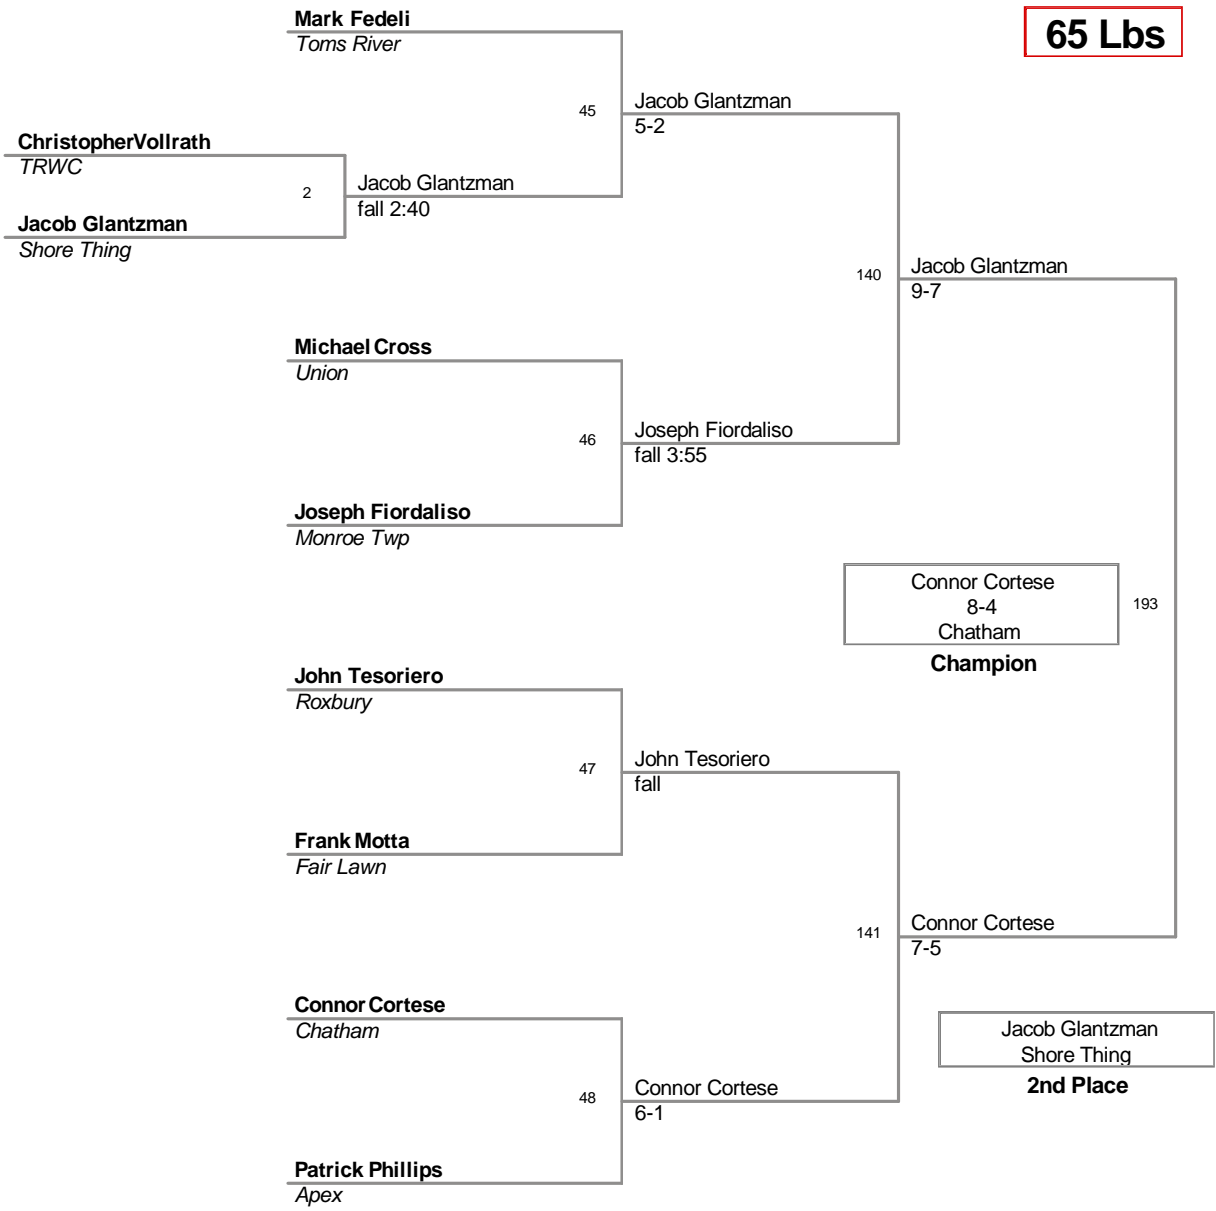 Mark Fedeli
Toms River
65 Lbs
45
Jacob Glantzman
5-2
ChristopherVollrath
TRWC
2
Jacob Glantzman
fall 2:40
Jacob Glantzman
Shore Thing
140
Jacob Glantzman
9-7
Michael Cross
Union
46
Joseph Fiordaliso
fall 3:55
Joseph Fiordaliso
Monroe Twp
Connor Cortese
8-4
Chatham
193
Champion
John Tesoriero
Roxbury
47
John Tesoriero
fall
Frank Motta
Fair Lawn
141
Connor Cortese
7-5
Connor Cortese
Chatham
Jacob Glantzman
Shore Thing
2nd Place
48
Connor Cortese
6-1
Patrick Phillips
Apex